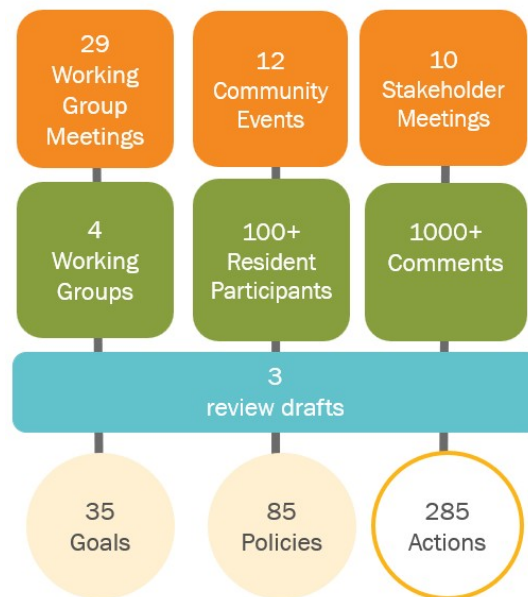 29
Working
Group
Meetings
12
Community
Events
10
Stakeholder
Meetings
4
Working
Groups
100+
Resident
Participants
1000+
Comments
3
review drafts
35
Goals
85
Policies
285
Actions